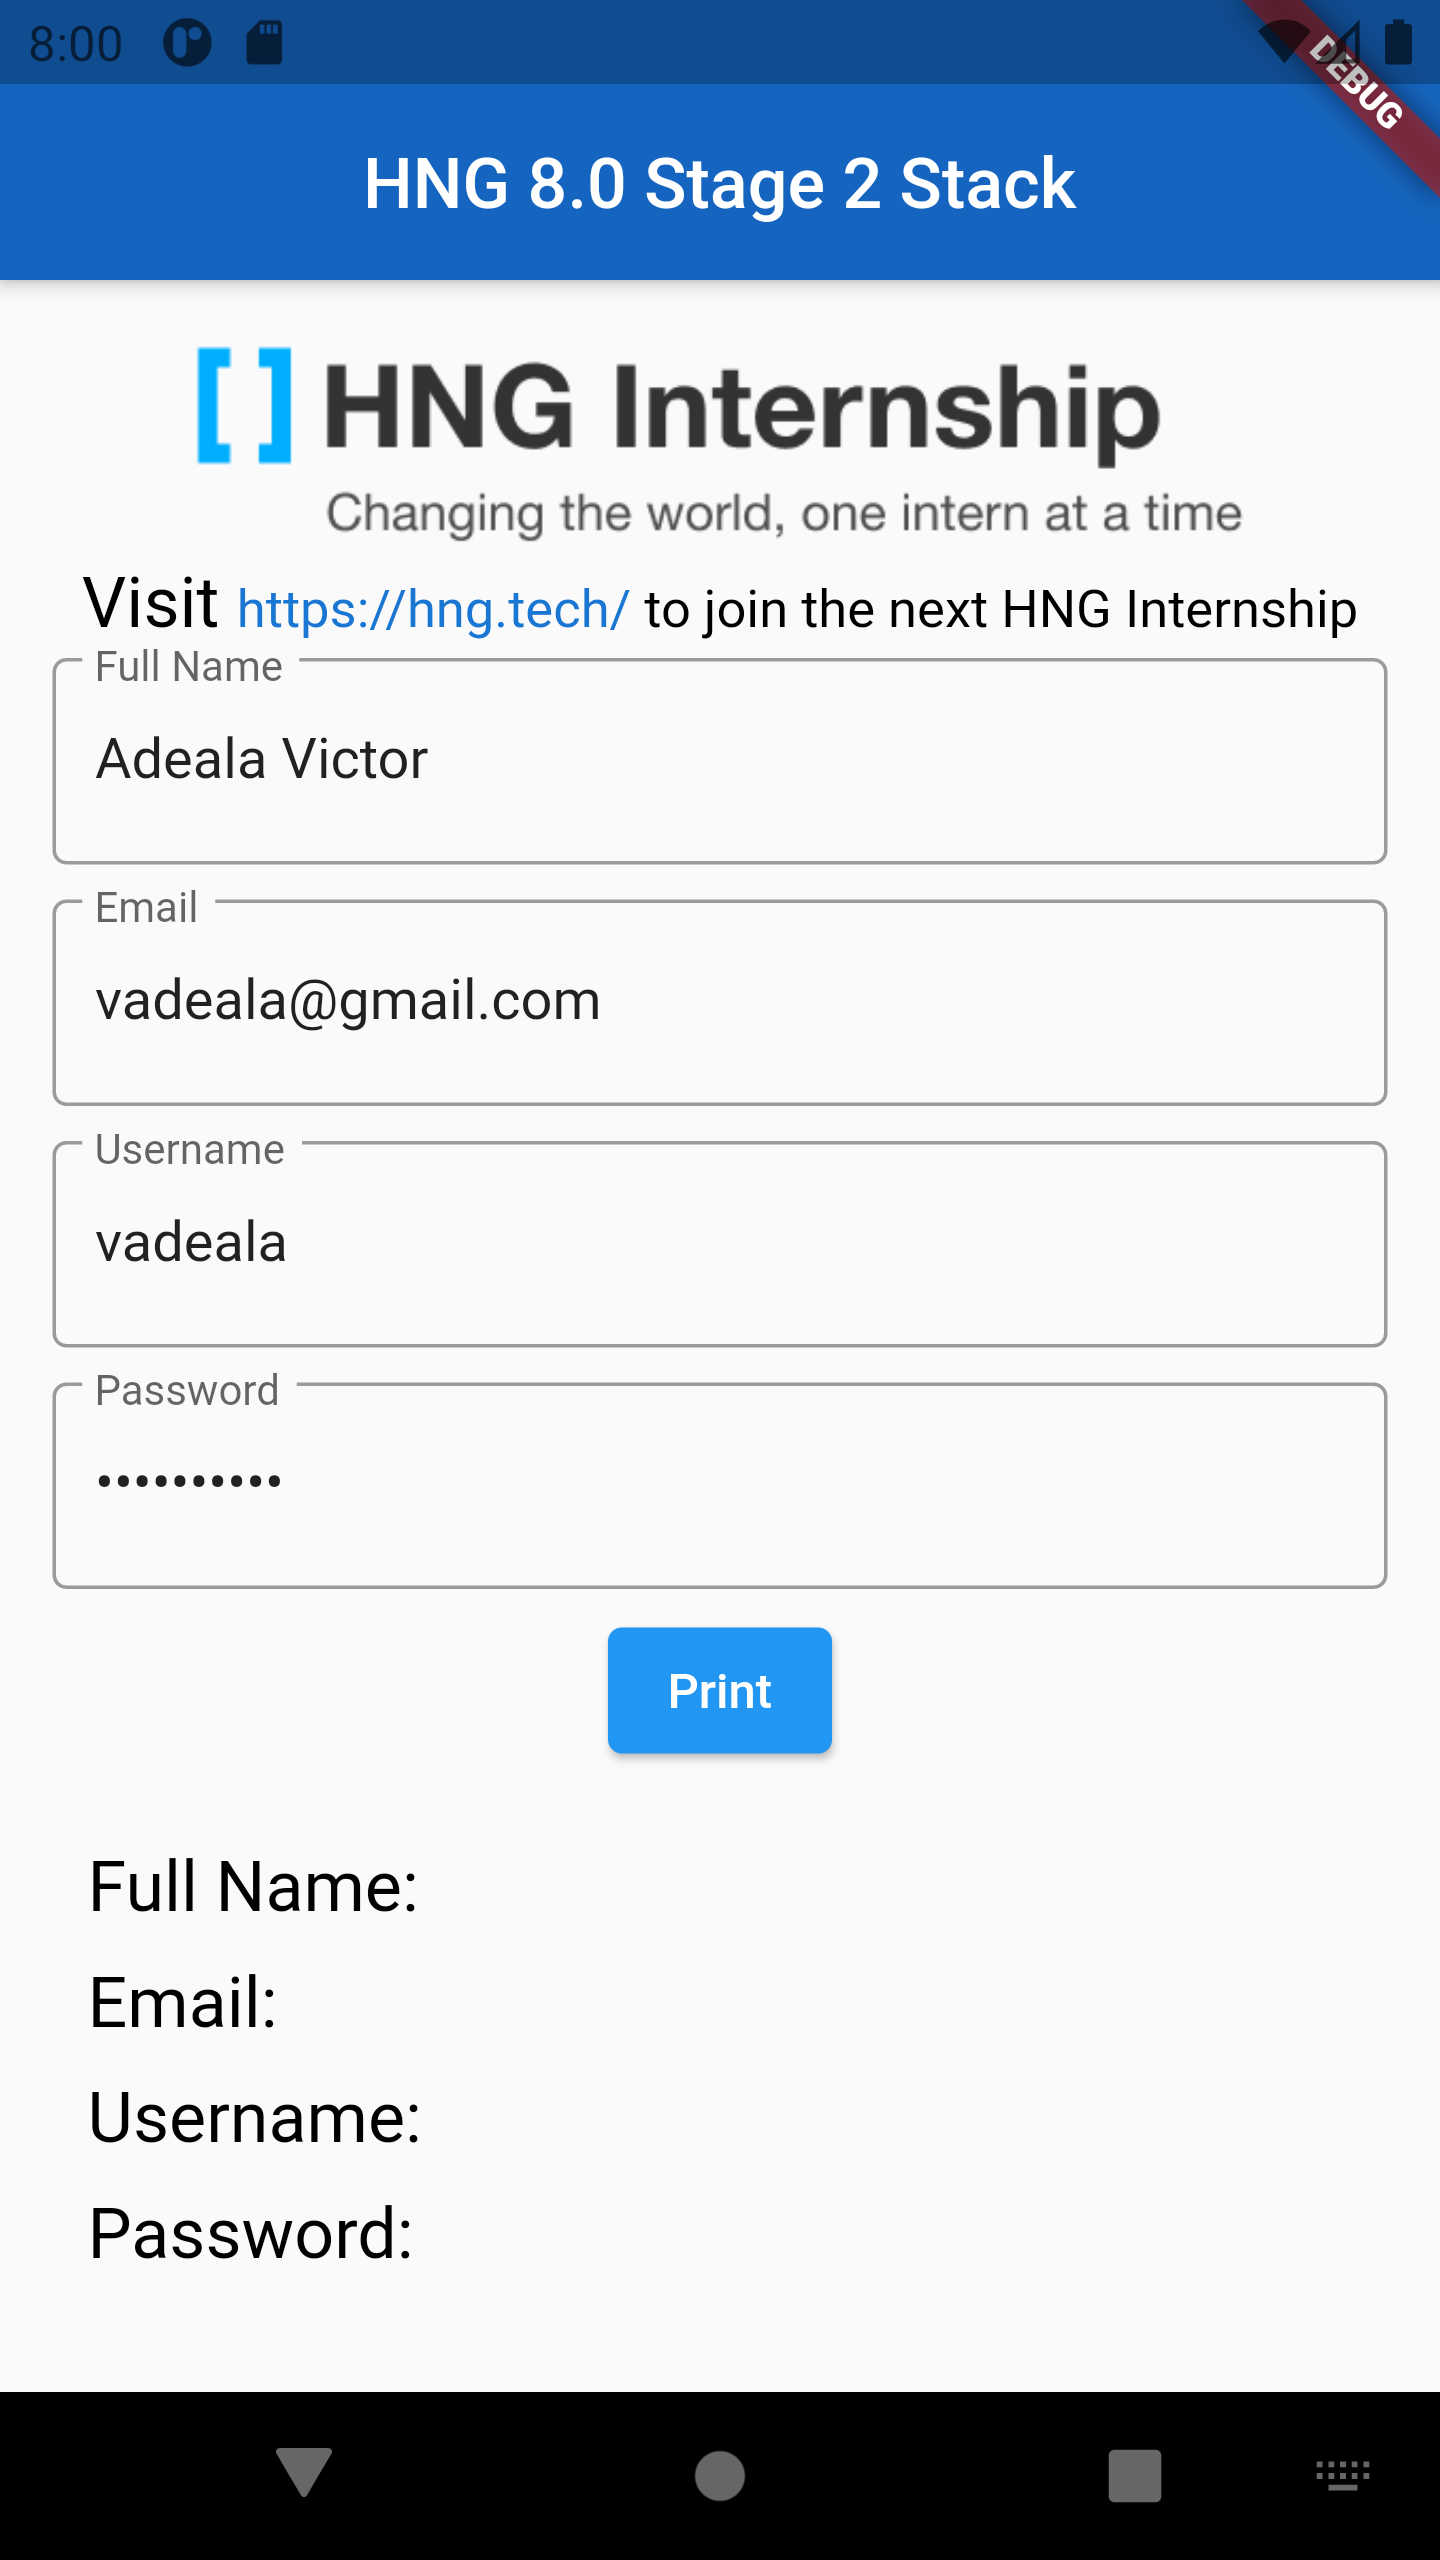 8:00
DEBUG
HNG 8.0 Stage 2 Stack
[ ] HNG Internship
Changing the world, one intern at a time
Visit https://hng.tech/ to join the next HNG Internship
Full Name
Adeala Victor
Email
vadeala@gmail.com
Username
vadeala
Password
••••••••••
Print
Full Name:
Email:
Username:
Password: